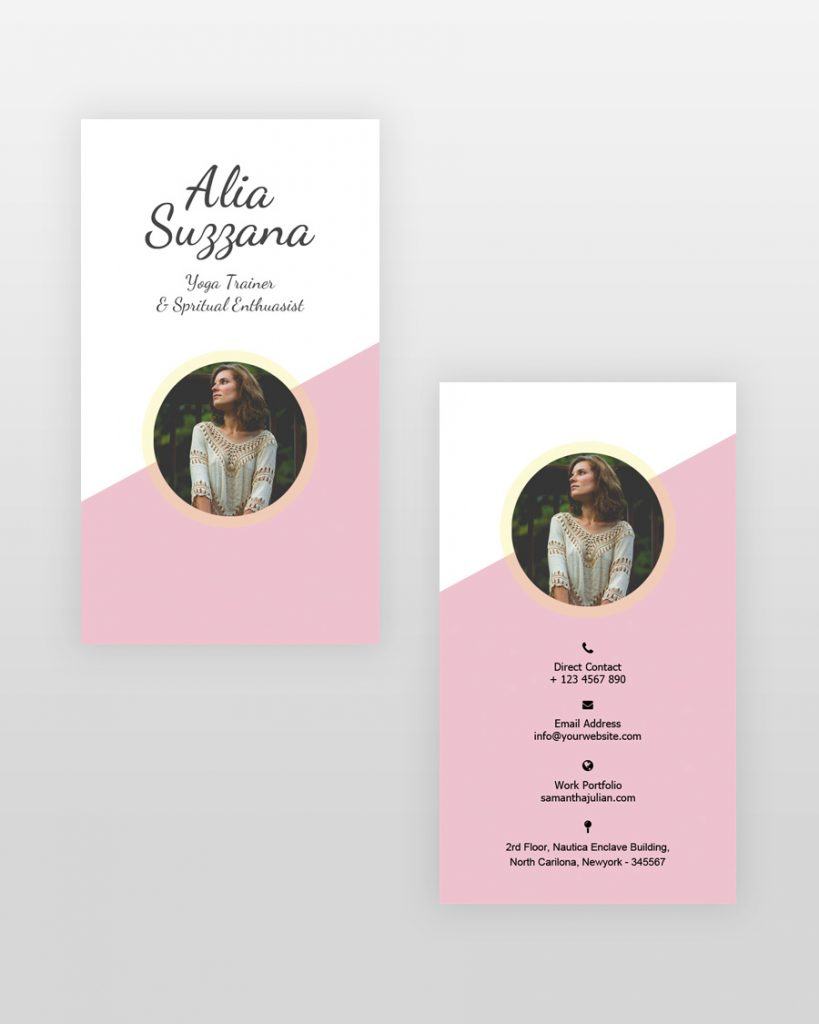 Alia
Suzzana
Yoga Trainer
& Spritual Enthuasist
Direct Contact
+ 123 4567 890
Email Address
info@yourwebsite.com
Work Portfolio
samanthajulian.com
2rd Floor, Nautica Enclave Building,
North Carilona, Newyork - 345567